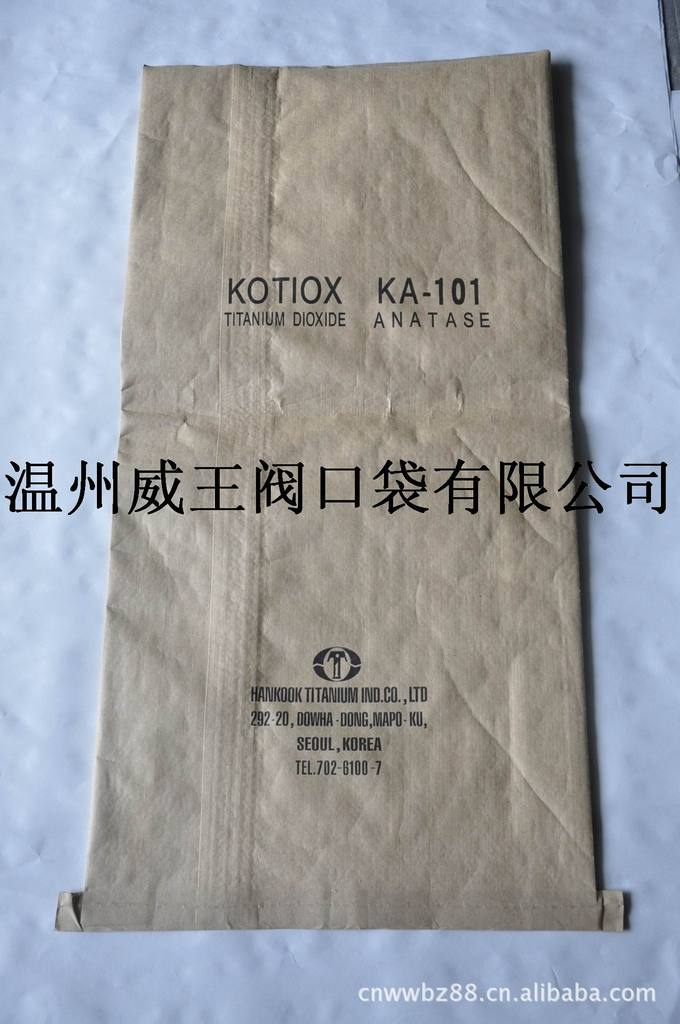 KOTIOX KA-101
TITANIUM DIOXIDE ANATASE
温州威王阀口袋有限公司
HANKOOK TITANIUM IND.CO.,LTD
292-20, DOWHA-DONG,MAPO-KU,
SEOUL,KOREA
TEL.702-6100-7
cnwwbz88.cn.alibaba.com